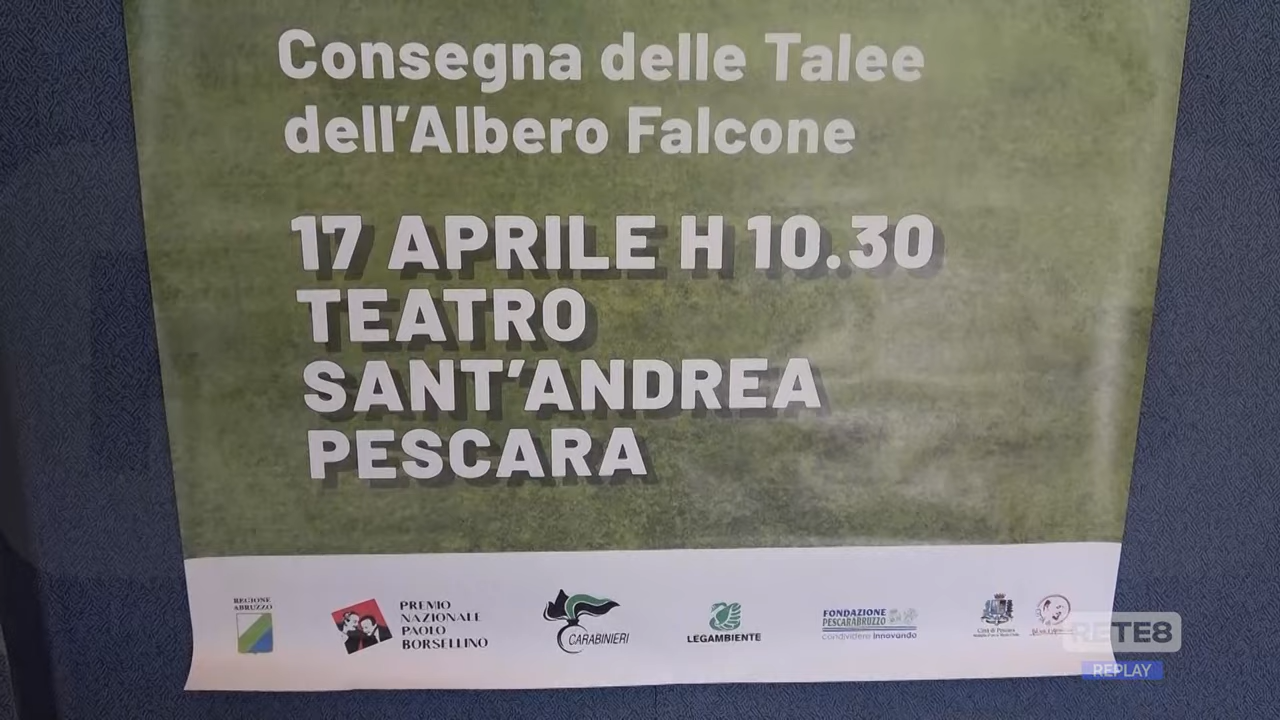 Consegna delle Talee
dell'Albero Falcone
17 APRILE H 10.30
TEATRO
SANT'ANDREA
PESCARA
REGIONE
ABRUZZO
PREMIO
NAZIONALE
PAOLO
BORSELLINO
CARABINIERI
LEGAMBIENTE
FONDAZIONE
PESCARABRUZZO
condividere innovando
Città di Pescara
RETE8
REPLAY